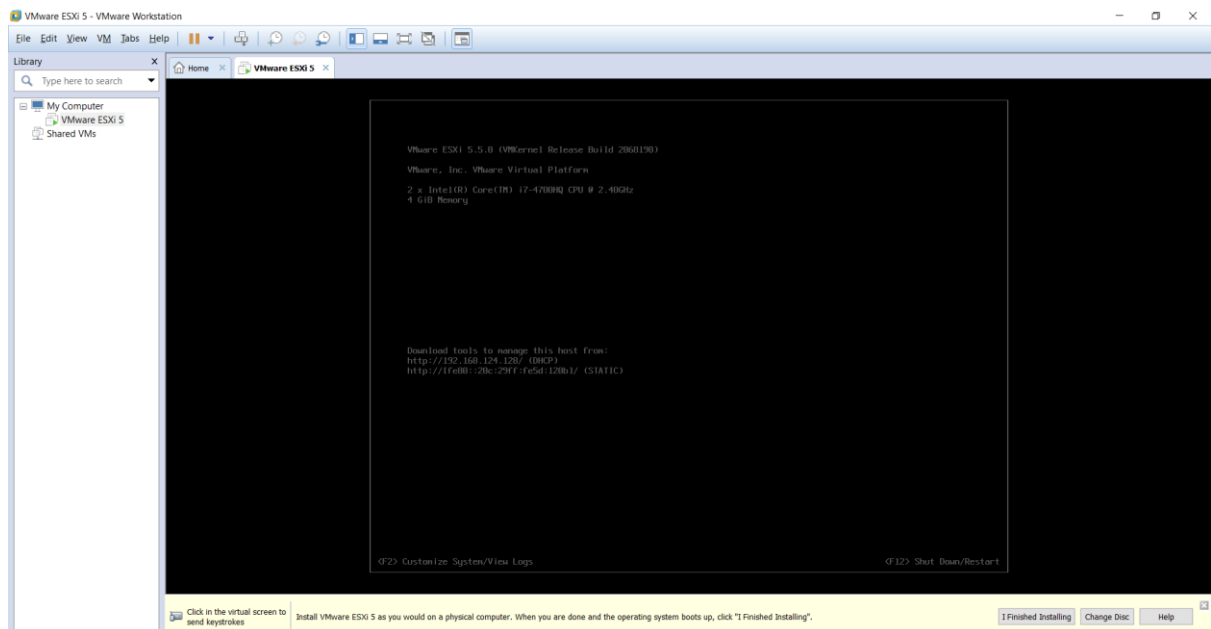 VMware ESXi 5 - VMware Workstation
File Edit View VM Tabs Help
Library x
Home × VMware ESXi 5 ×
Type here to search
My Computer
VMware ESXi 5
Shared VMs
VMware ESXi 5.5.0 (VMKernel Release Build 2068190)
VMware, Inc. VMware Virtual Platform
2 x Intel(R) Core(TM) i7-4700HQ CPU @ 2.40GHz
4 GiB Memory
Download tools to manage this host from:
http://192.168.124.128/ (DHCP)
http://[fe80::20c:29ff:fe5d:120b]/ (STATIC)
<F2> Customize System/View Logs
<F12> Shut Down/Restart
Click in the virtual screen to
send keystrokes
Install VMware ESXi 5 as you would on a physical computer. When you are done and the operating system boots up, click "I Finished Installing".
I Finished Installing Change Disc Help